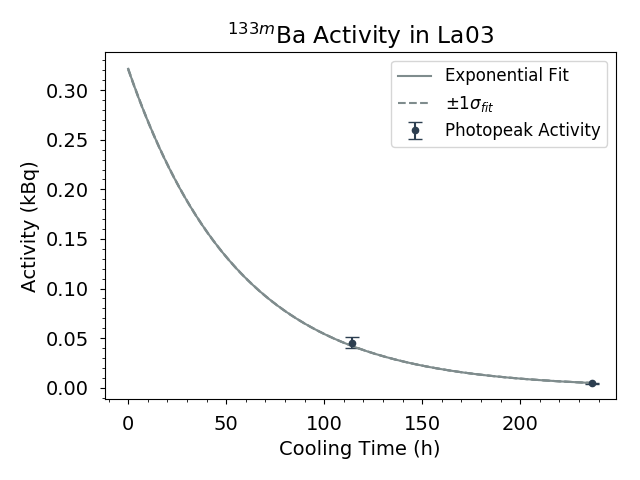 ¹³³ᵐBa Activity in La03
Exponential Fit
±1σ_fit
Photopeak Activity
Activity (kBq)
0.30
0.25
0.20
0.15
0.10
0.05
0.00
0 50 100 150 200
Cooling Time (h)